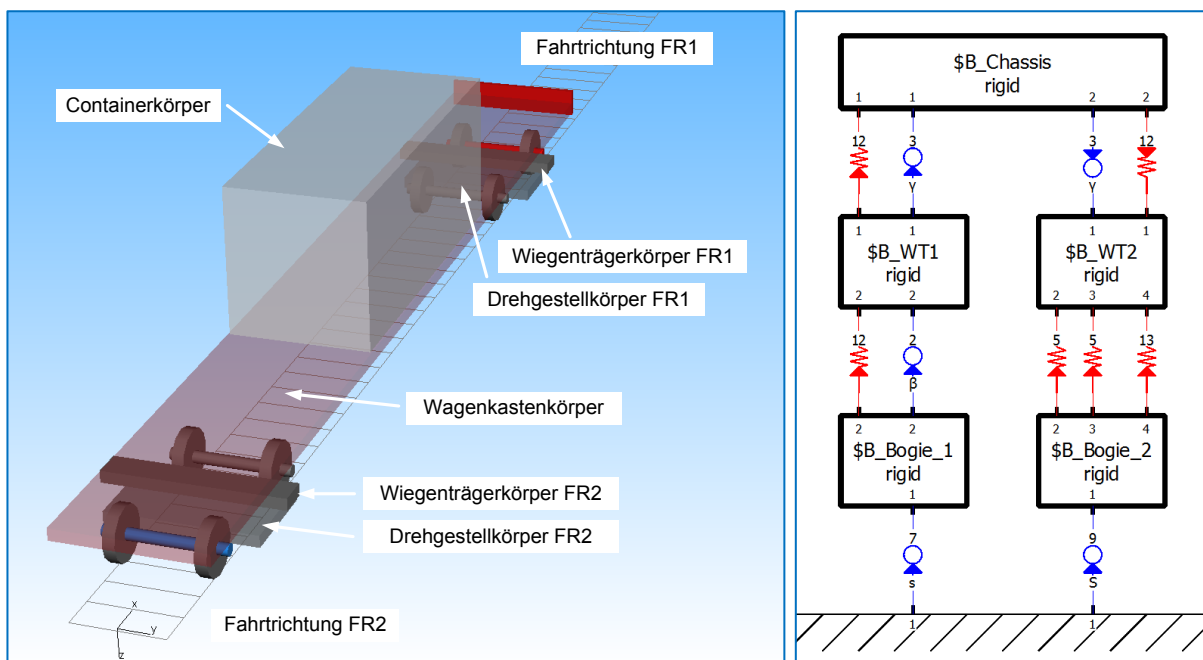 Fahrtrichtung FR1
Containerkörper
Wiegenträgerkörper FR1
Drehgestellkörper FR1
Wagenkastenkörper
Wiegenträgerkörper FR2
Drehgestellkörper FR2
Fahrtrichtung FR2
x
y
z
$B_Chassis
rigid
1 1 2 2
12 3 3 12
γ γ
1 1 1 1
$B_WT1
rigid
$B_WT2
rigid
2 2 2 3 4
12 2 5 5 13
β
2 2 2 3 4
$B_Bogie_1
rigid
$B_Bogie_2
rigid
1 1
7 9
s S
1 1